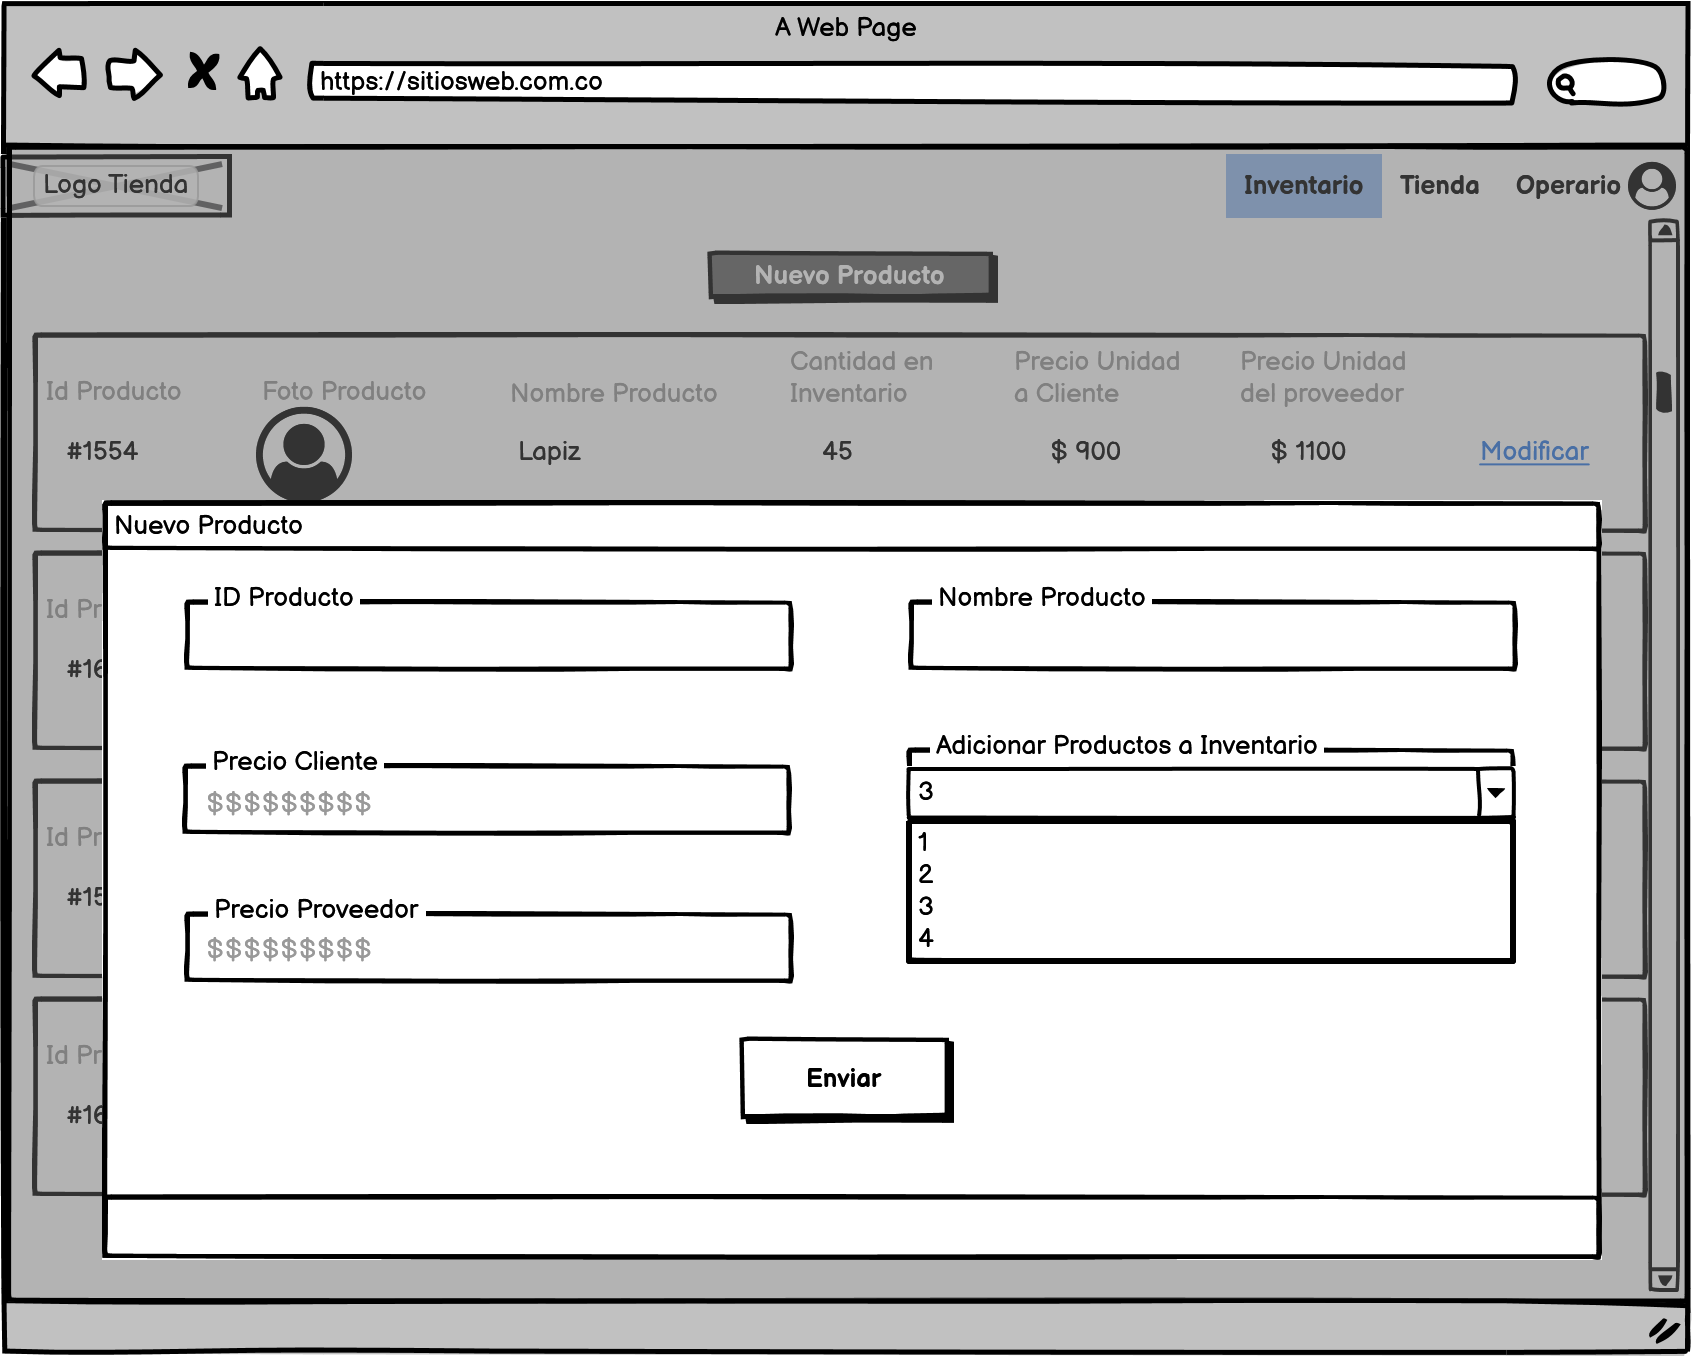 A Web Page
https://sitiosweb.com.co
Logo Tienda
Inventario
Tienda
Operario
Nuevo Producto
Id Producto
Foto Producto
Nombre Producto
Cantidad en
Inventario
Precio Unidad
a Cliente
Precio Unidad
del proveedor
#1554
Lapiz
45
$ 900
$ 1100
Modificar
Nuevo Producto
Id Pr
#16
Id Pr
#15
Id Pr
#16
ID Producto
Nombre Producto
Precio Cliente
$$$$$$$$$
Adicionar Productos a Inventario
3
1
2
3
4
Precio Proveedor
$$$$$$$$$
Enviar